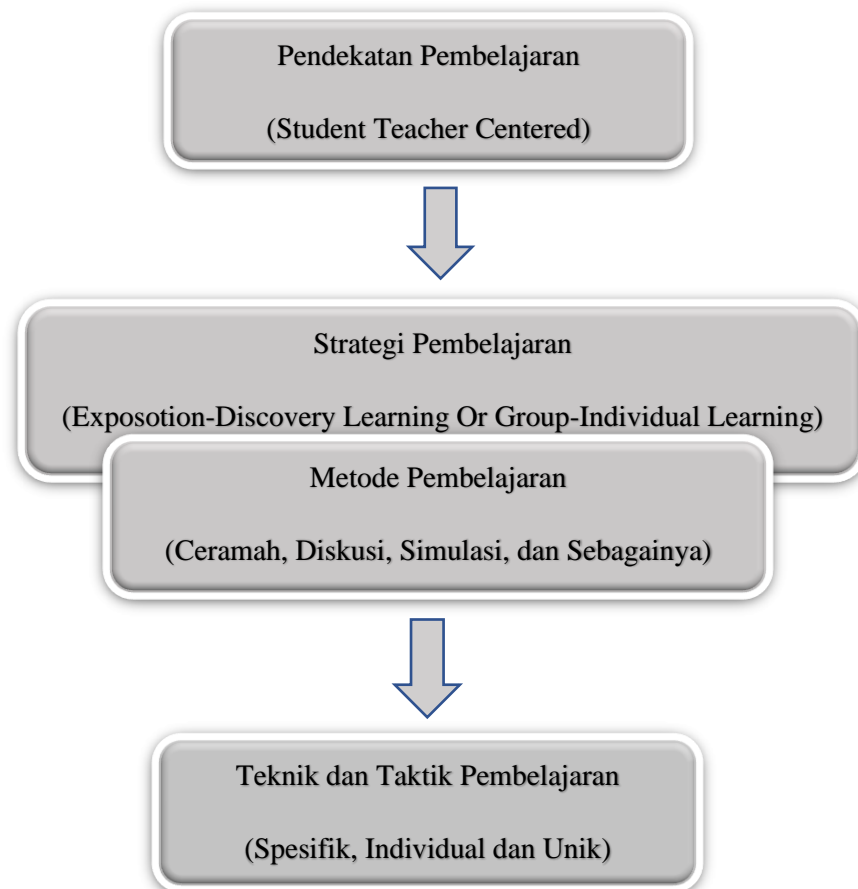 Pendekatan Pembelajaran
(Student Teacher Centered)
Strategi Pembelajaran
(Exposotion-Discovery Learning Or Group-Individual Learning)
Metode Pembelajaran
(Ceramah, Diskusi, Simulasi, dan Sebagainya)
Teknik dan Taktik Pembelajaran
(Spesifik, Individual dan Unik)